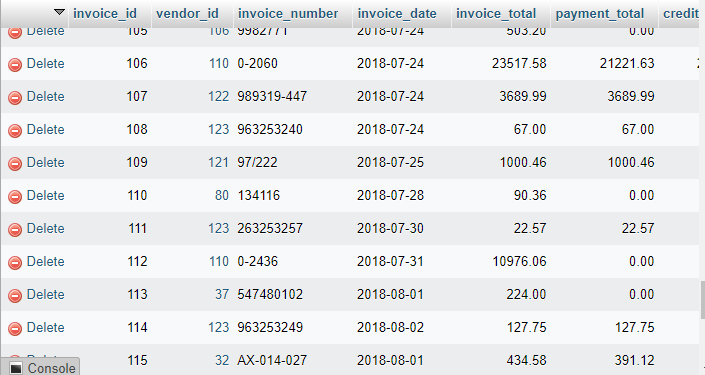 invoice_id vendor_id invoice_number invoice_date invoice_total payment_total credit
Delete 105 106 9982771 2018-07-24 503.20 0.00
Delete 106 110 0-2060 2018-07-24 23517.58 21221.63
Delete 107 122 989319-447 2018-07-24 3689.99 3689.99
Delete 108 123 963253240 2018-07-24 67.00 67.00
Delete 109 121 97/222 2018-07-25 1000.46 1000.46
Delete 110 80 134116 2018-07-28 90.36 0.00
Delete 111 123 263253257 2018-07-30 22.57 22.57
Delete 112 110 0-2436 2018-07-31 10976.06 0.00
Delete 113 37 547480102 2018-08-01 224.00 0.00
Delete 114 123 963253249 2018-08-02 127.75 127.75
115 32 AX-014-027 2018-08-01 434.58 391.12
Console